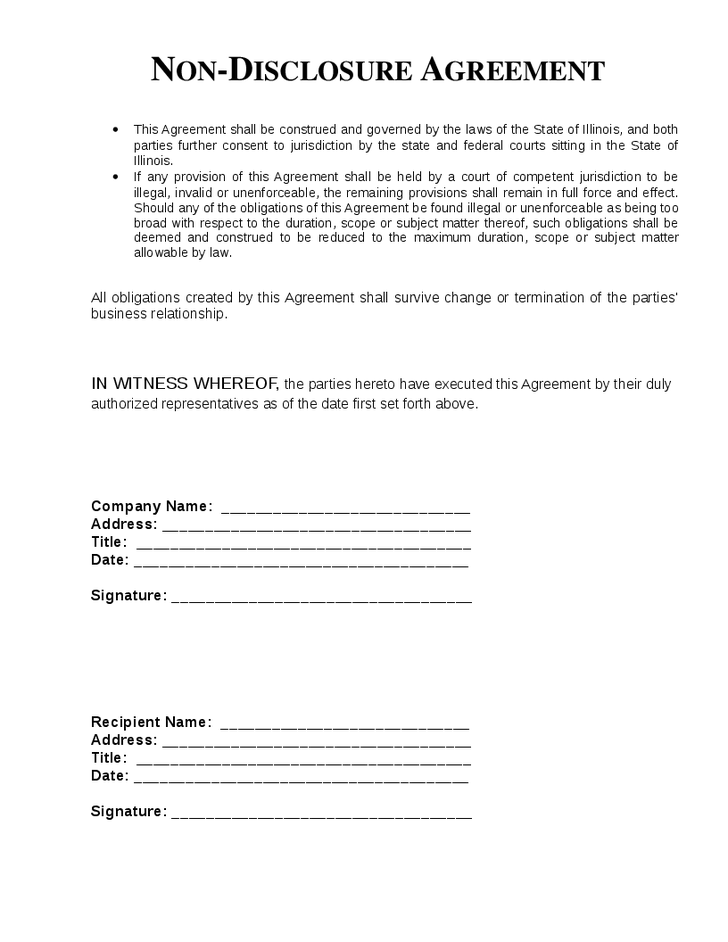 NON-DISCLOSURE AGREEMENT
• This Agreement shall be construed and governed by the laws of the State of Illinois, and both
parties further consent to jurisdiction by the state and federal courts sitting in the State of
Illinois.
• If any provision of this Agreement shall be held by a court of competent jurisdiction to be
illegal, invalid or unenforceable, the remaining provisions shall remain in full force and effect.
Should any of the obligations of this Agreement be found illegal or unenforceable as being too
broad with respect to the duration, scope or subject matter thereof, such obligations shall be
deemed and construed to be reduced to the maximum duration, scope or subject matter
allowable by law.
All obligations created by this Agreement shall survive change or termination of the parties'
business relationship.
IN WITNESS WHEREOF, the parties hereto have executed this Agreement by their duly
authorized representatives as of the date first set forth above.
Company Name: ____________________________
Address: ___________________________________
Title: ______________________________________
Date: ______________________________________
Signature: __________________________________
Recipient Name: ____________________________
Address: ___________________________________
Title: ______________________________________
Date: ______________________________________
Signature: __________________________________